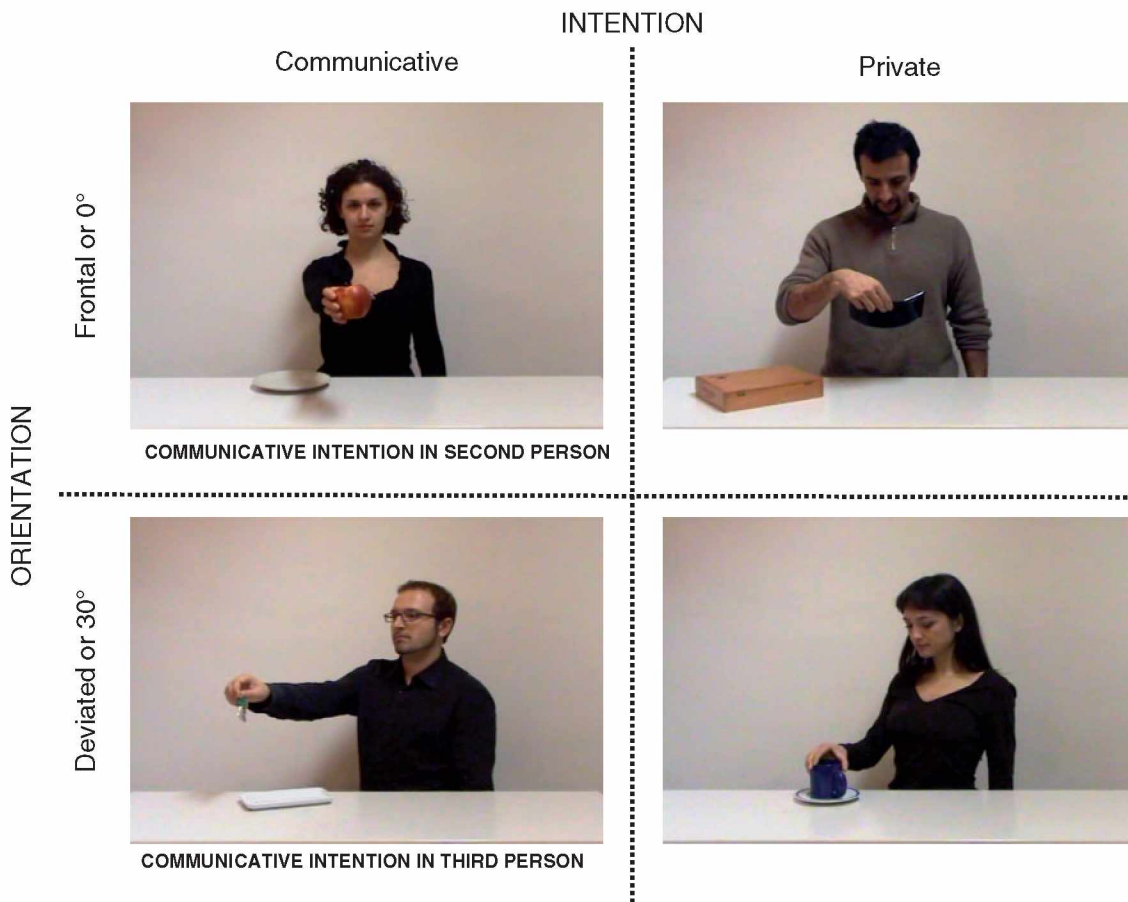 INTENTION
Communicative
Private
ORIENTATION
Frontal or 0°
COMMUNICATIVE INTENTION IN SECOND PERSON
Deviated or 30°
COMMUNICATIVE INTENTION IN THIRD PERSON